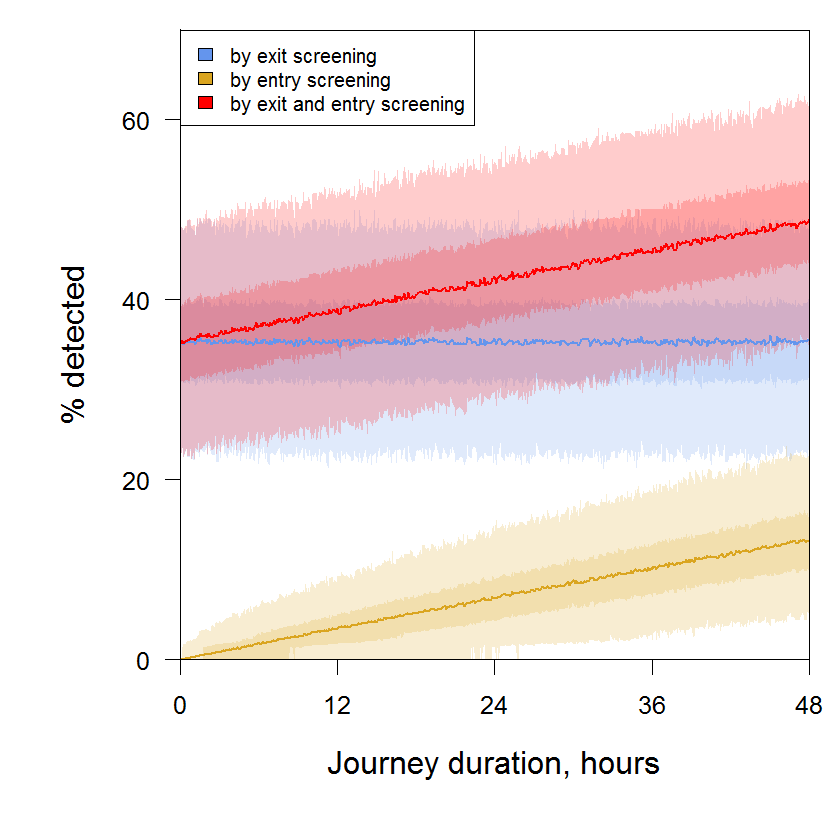 by exit screening
by entry screening
by exit and entry screening
60
40
20
0
% detected
0 12 24 36 48
Journey duration, hours